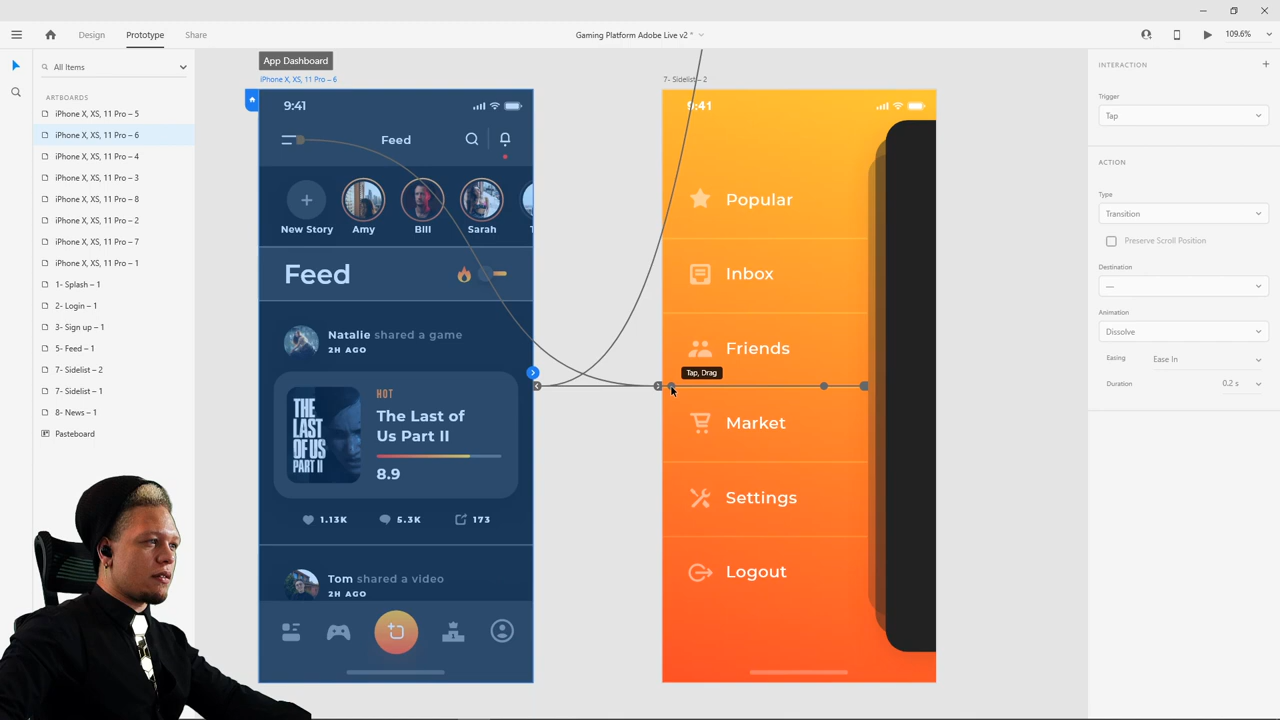 Design
Prototype
Share
Gaming Platform Adobe Live v2 *
109.6%
All Items
ARTBOARDS
iPhone X, XS, 11 Pro – 5
iPhone X, XS, 11 Pro – 6
iPhone X, XS, 11 Pro – 4
iPhone X, XS, 11 Pro – 3
iPhone X, XS, 11 Pro – 8
iPhone X, XS, 11 Pro – 2
iPhone X, XS, 11 Pro – 7
iPhone X, XS, 11 Pro – 1
1- Splash – 1
2- Login – 1
3- Sign up – 1
5- Feed – 1
7- Sidelist – 2
7- Sidelist – 1
8- News – 1
Pasteboard
App Dashboard
iPhone X, XS, 11 Pro – 6
9:41
Feed
New Story
Amy
Bill
Sarah
Feed
Natalie shared a game
2H AGO
THE LAST OF US PART II
HOT
The Last of
Us Part II
8.9
1.13K
5.3K
173
Tom shared a video
2H AGO
7- Sidelist – 2
9:41
Popular
Inbox
Friends
Tap, Drag
Market
Settings
Logout
INTERACTION
Trigger
Tap
ACTION
Type
Transition
Preserve Scroll Position
Destination
—
Animation
Dissolve
Easing
Ease In
Duration
0.2 s